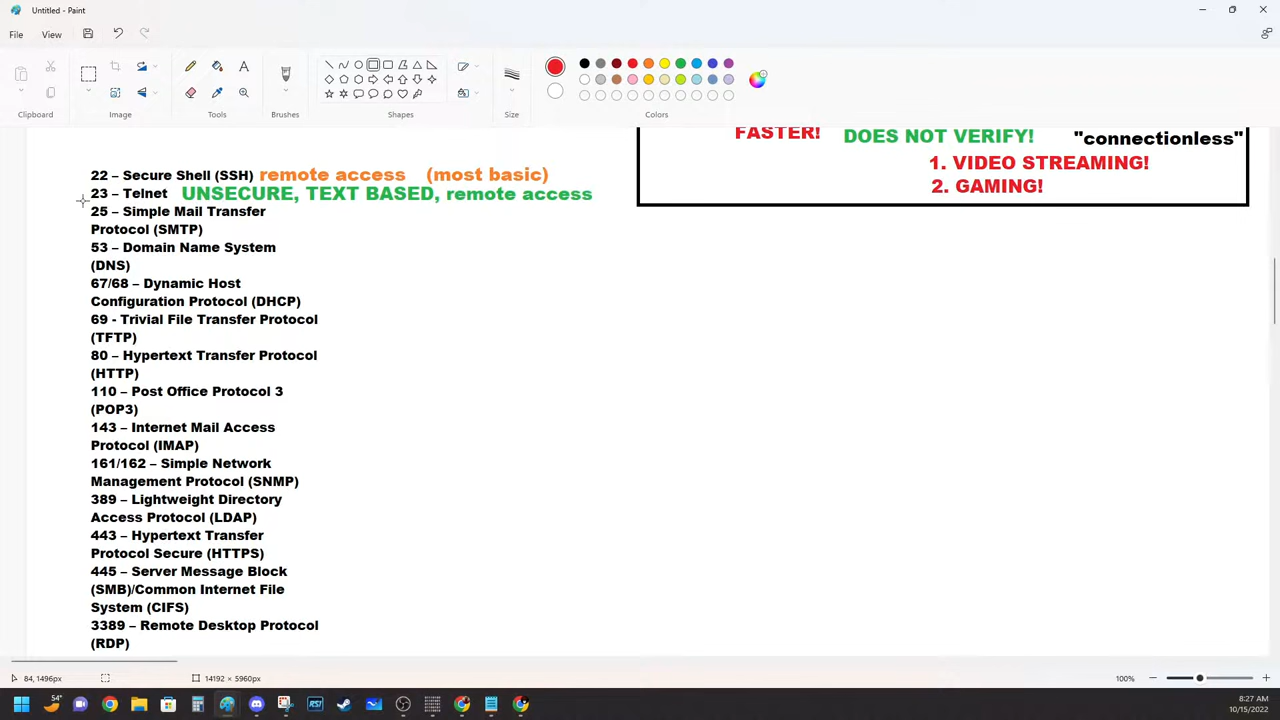 Untitled - Paint
File
View
Clipboard
Image
Tools
Brushes
Shapes
Size
Colors
FASTER!
DOES NOT VERIFY!
"connectionless"
1. VIDEO STREAMING!
2. GAMING!
22 – Secure Shell (SSH) remote access (most basic)
23 – Telnet UNSECURE, TEXT BASED, remote access
25 – Simple Mail Transfer
Protocol (SMTP)
53 – Domain Name System
(DNS)
67/68 – Dynamic Host
Configuration Protocol (DHCP)
69 - Trivial File Transfer Protocol
(TFTP)
80 – Hypertext Transfer Protocol
(HTTP)
110 – Post Office Protocol 3
(POP3)
143 – Internet Mail Access
Protocol (IMAP)
161/162 – Simple Network
Management Protocol (SNMP)
389 – Lightweight Directory
Access Protocol (LDAP)
443 – Hypertext Transfer
Protocol Secure (HTTPS)
445 – Server Message Block
(SMB)/Common Internet File
System (CIFS)
3389 – Remote Desktop Protocol
(RDP)
84, 1496px
14192 × 5960px
100%
54°
RSI
8:27 AM
10/15/2022